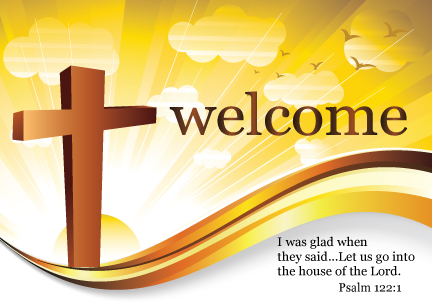 welcome
I was glad when
they said...Let us go into
the house of the Lord.
Psalm 122:1